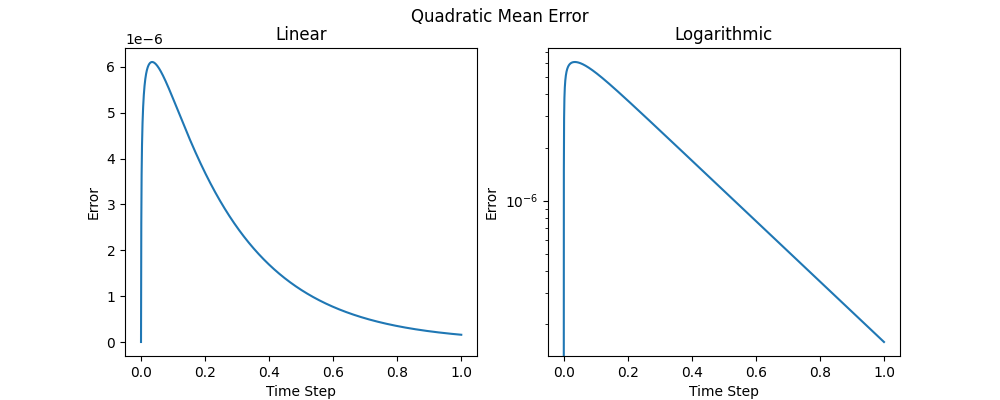 Quadratic Mean Error
Linear
Logarithmic
1e−6
6
5
4
3
2
1
0
Error
0.0 0.2 0.4 0.6 0.8 1.0
Time Step
10⁻⁶
Error
0.0 0.2 0.4 0.6 0.8 1.0
Time Step